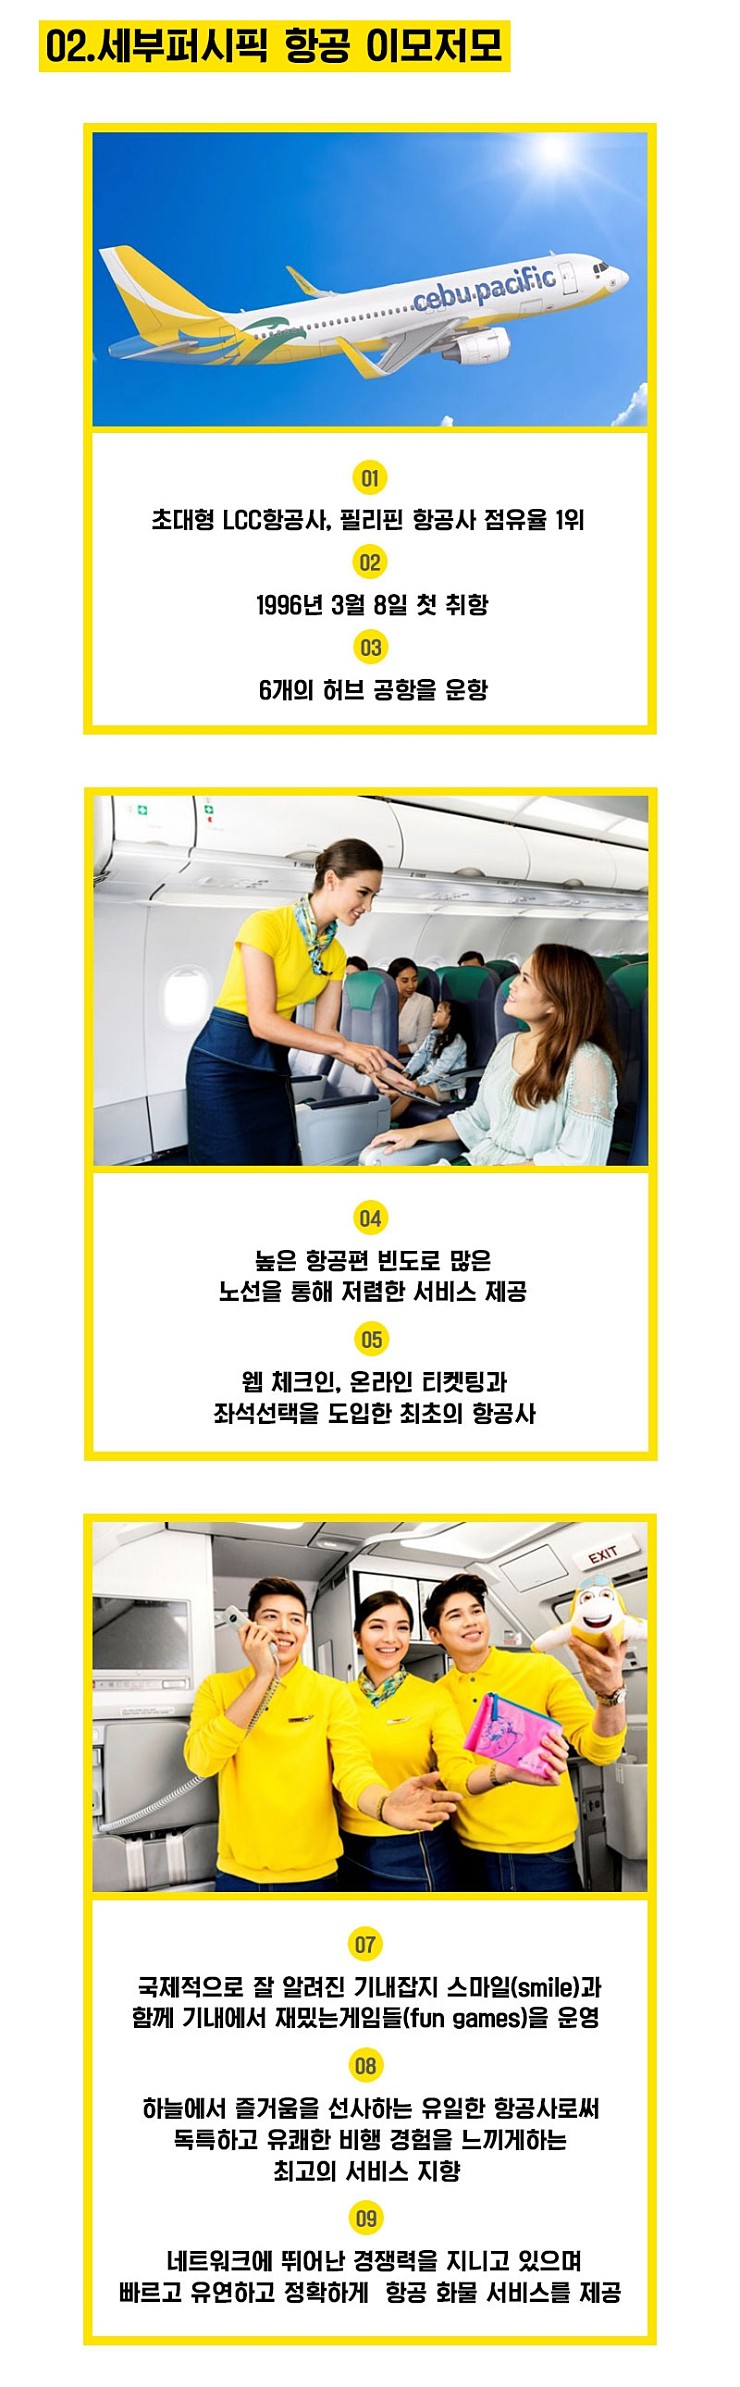 02.세부퍼시픽 항공 이모저모
cebu pacific
01
초대형 LCC항공사, 필리핀 항공사 점유율 1위
02
1996년 3월 8일 첫 취항
03
6개의 허브 공항을 운항
04
높은 항공편 빈도로 많은
노선을 통해 저렴한 서비스 제공
05
웹 체크인, 온라인 티켓팅과
좌석선택을 도입한 최초의 항공사
EXIT
07
국제적으로 잘 알려진 기내잡지 스마일(smile)과
함께 기내에서 재밌는게임들(fun games)을 운영
08
하늘에서 즐거움을 선사하는 유일한 항공사로써
독특하고 유쾌한 비행 경험을 느끼게하는
최고의 서비스 지향
09
네트워크에 뛰어난 경쟁력을 지니고 있으며
빠르고 유연하고 정확하게 항공 화물 서비스를 제공